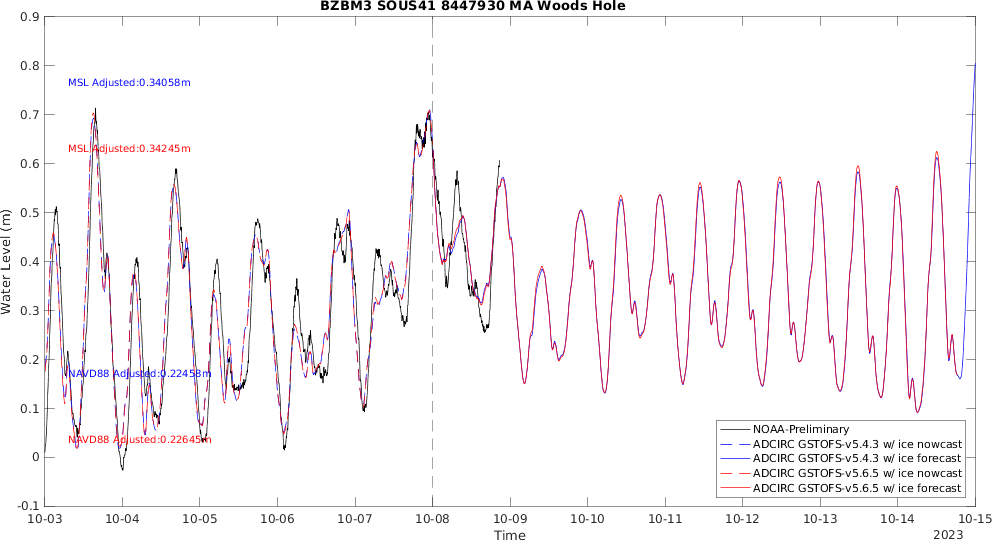 BZBM3 SOUS41 8447930 MA Woods Hole
Water Level (m)
0.9
0.8
0.7
0.6
0.5
0.4
0.3
0.2
0.1
0
-0.1
MSL Adjusted:0.34058m
MSL Adjusted:0.34245m
NAVD88 Adjusted:0.22458m
NAVD88 Adjusted:0.22645m
NOAA-Preliminary
ADCIRC GSTOFS-v5.4.3 w/ ice nowcast
ADCIRC GSTOFS-v5.4.3 w/ ice forecast
ADCIRC GSTOFS-v5.6.5 w/ ice nowcast
ADCIRC GSTOFS-v5.6.5 w/ ice forecast
10-03 10-04 10-05 10-06 10-07 10-08 10-09 10-10 10-11 10-12 10-13 10-14 10-15
Time
2023